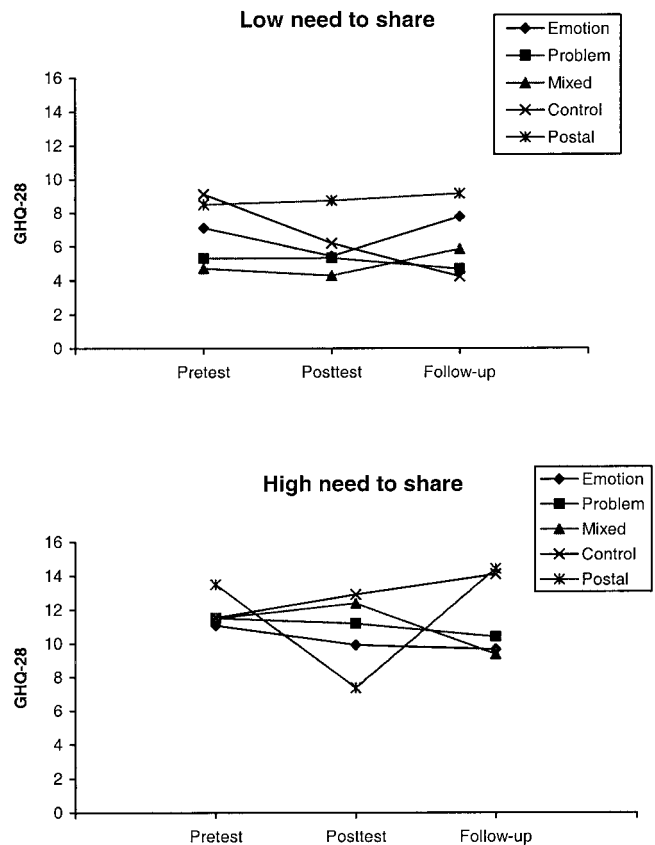 Low need to share
Emotion
Problem
Mixed
Control
Postal
16
14
12
10
8
6
4
2
0
GHQ-28
Pretest
Posttest
Follow-up
High need to share
Emotion
Problem
Mixed
Control
Postal
16
14
12
10
8
6
4
2
0
GHQ-28
Pretest
Posttest
Follow-up